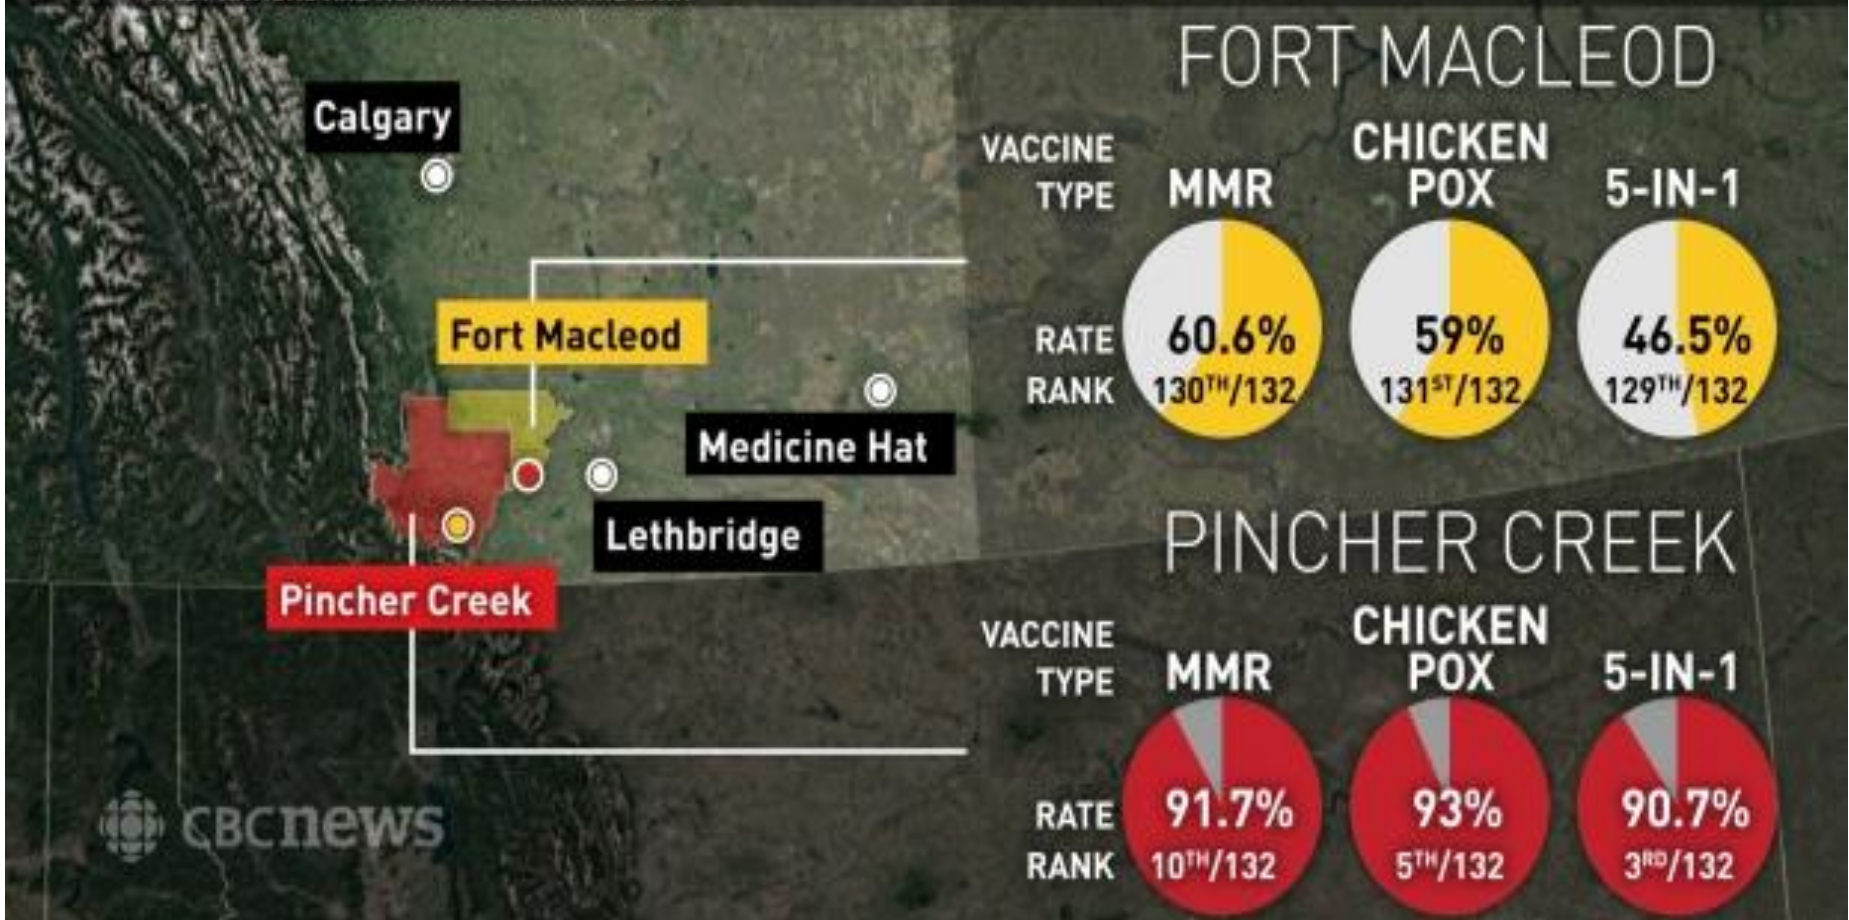 Calgary
Fort Macleod
Medicine Hat
Lethbridge
Pincher Creek
CBCnews
FORT MACLEOD
VACCINE TYPE
MMR
CHICKEN POX
5-IN-1
RATE
60.6%
59%
46.5%
RANK
130TH/132
131ST/132
129TH/132
PINCHER CREEK
VACCINE TYPE
MMR
CHICKEN POX
5-IN-1
RATE
91.7%
93%
90.7%
RANK
10TH/132
5TH/132
3RD/132